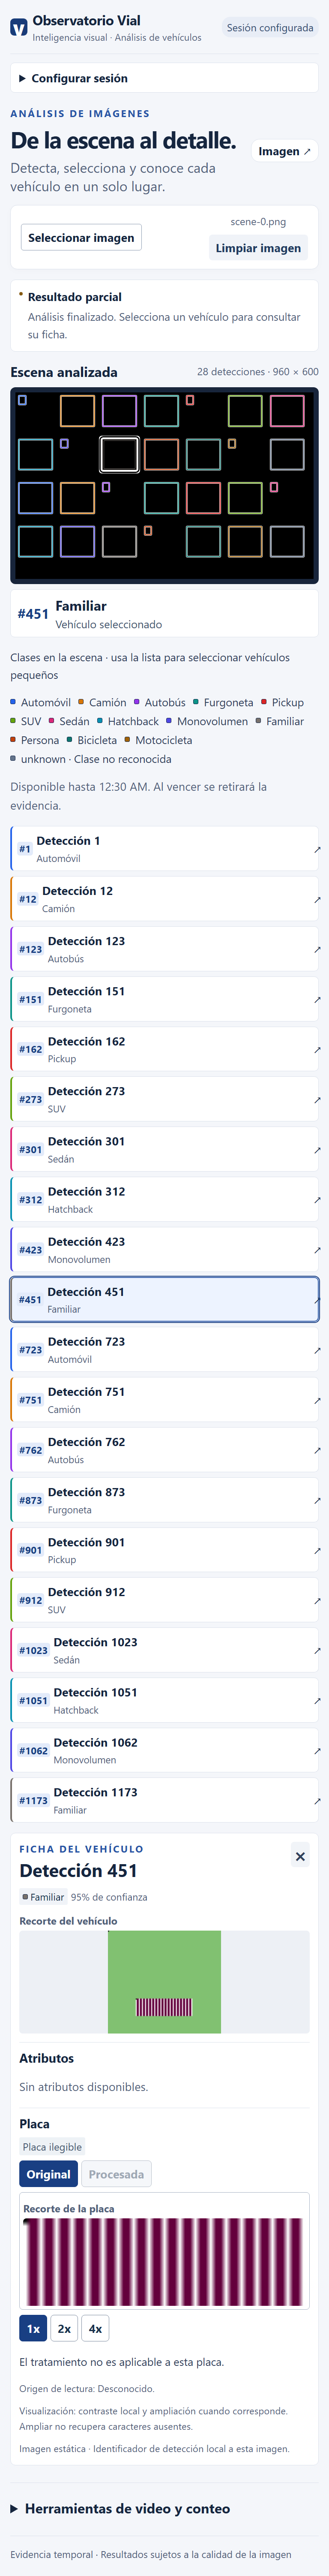 V
Observatorio Vial
Inteligencia visual · Análisis de vehículos
Sesión configurada
▶ Configurar sesión
ANÁLISIS DE IMÁGENES
De la escena al detalle.
Detecta, selecciona y conoce cada
vehículo en un solo lugar.
Imagen ↗
Seleccionar imagen
scene-0.png
Limpiar imagen
Resultado parcial
Análisis finalizado. Selecciona un vehículo para consultar
su ficha.
Escena analizada
28 detecciones · 960 × 600
#451
Familiar
Vehículo seleccionado
Clases en la escena · usa la lista para seleccionar vehículos
pequeños
Automóvil Camión Autobús Furgoneta Pickup
SUV Sedán Hatchback Monovolumen Familiar
Persona Bicicleta Motocicleta
unknown · Clase no reconocida
Disponible hasta 12:30 AM. Al vencer se retirará la
evidencia.
#1 Detección 1 ↗
Automóvil
#12 Detección 12 ↗
Camión
#123 Detección 123 ↗
Autobús
#151 Detección 151 ↗
Furgoneta
#162 Detección 162 ↗
Pickup
#273 Detección 273 ↗
SUV
#301 Detección 301 ↗
Sedán
#312 Detección 312 ↗
Hatchback
#423 Detección 423 ↗
Monovolumen
#451 Detección 451 ↗
Familiar
#723 Detección 723 ↗
Automóvil
#751 Detección 751 ↗
Camión
#762 Detección 762 ↗
Autobús
#873 Detección 873 ↗
Furgoneta
#901 Detección 901 ↗
Pickup
#912 Detección 912 ↗
SUV
#1023 Detección 1023 ↗
Sedán
#1051 Detección 1051 ↗
Hatchback
#1062 Detección 1062 ↗
Monovolumen
#1173 Detección 1173 ↗
Familiar
FICHA DEL VEHÍCULO
Detección 451
×
Familiar 95% de confianza
Recorte del vehículo
Atributos
Sin atributos disponibles.
Placa
Placa ilegible
Original Procesada
Recorte de la placa
1x 2x 4x
El tratamiento no es aplicable a esta placa.
Origen de lectura: Desconocido.
Visualización: contraste local y ampliación cuando corresponde.
Ampliar no recupera caracteres ausentes.
Imagen estática · Identificador de detección local a esta imagen.
▶ Herramientas de video y conteo
Evidencia temporal · Resultados sujetos a la calidad de la imagen